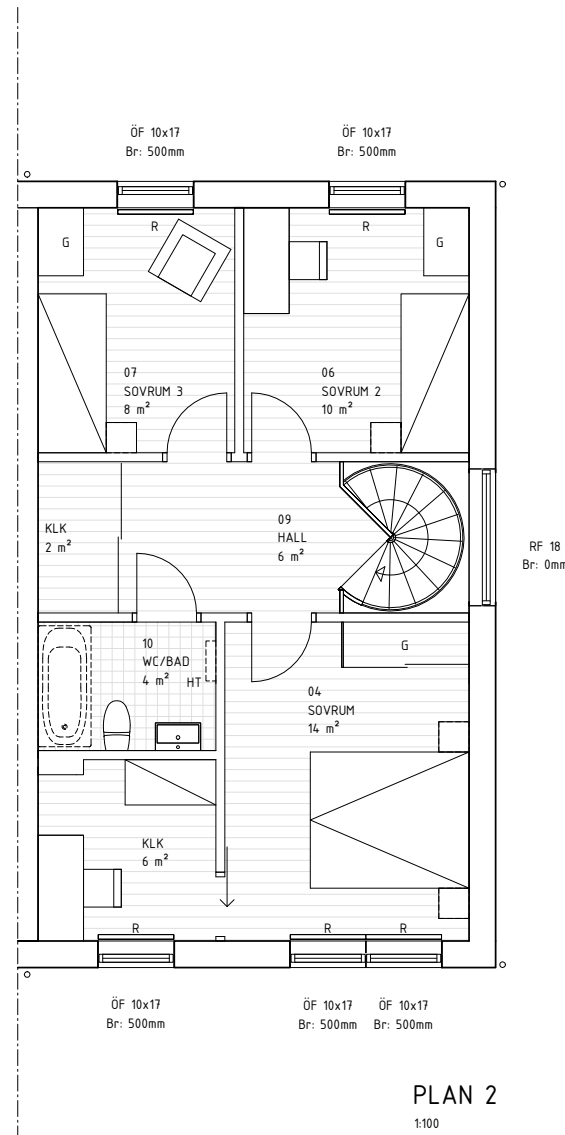 ÖF 10x17
Br: 500mm
ÖF 10x17
Br: 500mm
R
R
G
G
07
SOVRUM 3
8 m²
06
SOVRUM 2
10 m²
KLK
2 m²
09
HALL
6 m²
RF 18
Br: 0mm
10
WC/BAD
4 m²
HT
G
04
SOVRUM
14 m²
KLK
6 m²
R
R
R
ÖF 10x17
Br: 500mm
ÖF 10x17
Br: 500mm
ÖF 10x17
Br: 500mm
PLAN 2
1:100